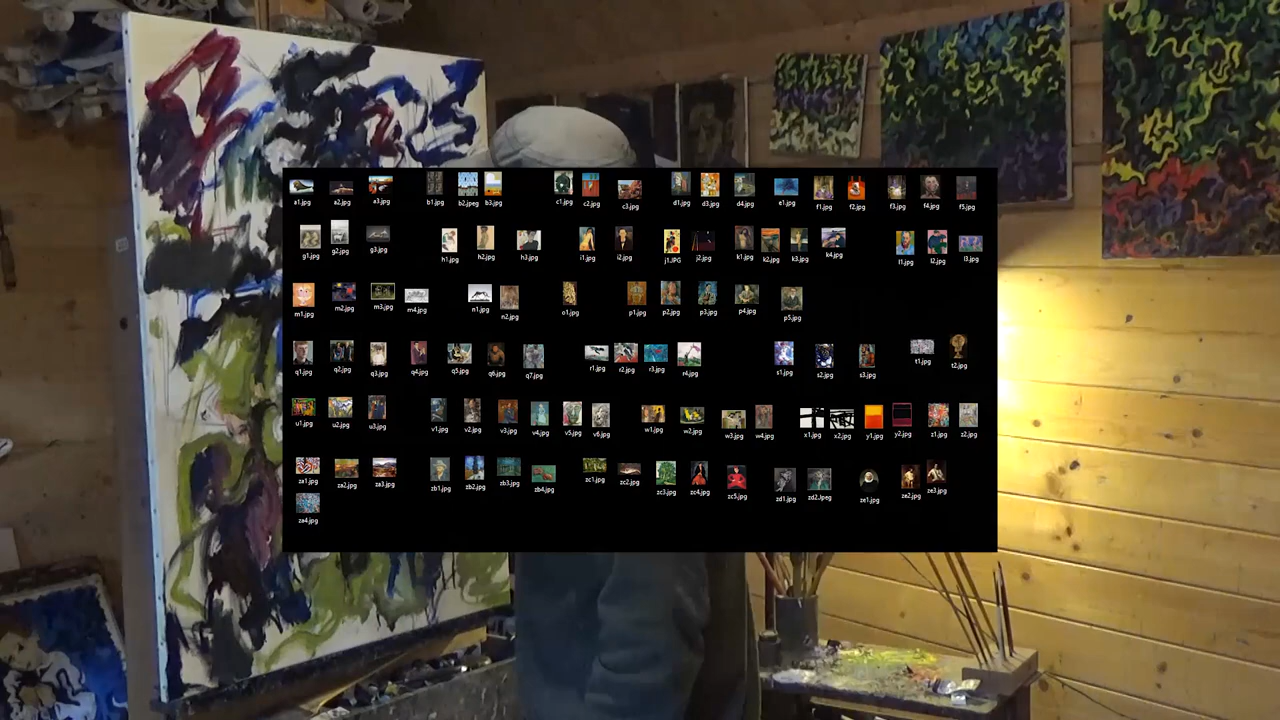 a1.jpg a2.jpg a3.jpg b1.jpg b2.jpeg b3.jpg c1.jpg c2.jpg c3.jpg d1.jpg d3.jpg d4.jpg e1.jpg f1.jpg f2.jpg f3.jpg f4.jpg f5.jpg
g1.jpg g2.jpg g3.jpg h1.jpg h2.jpg h3.jpg i1.jpg i2.jpg j1.JPG j2.jpg k1.jpg k2.jpg k3.jpg k4.jpg l1.jpg l2.jpg l3.jpg
m1.jpg m2.jpg m3.jpg m4.jpg n1.jpg n2.jpg o1.jpg p1.jpg p2.jpg p3.jpg p4.jpg p5.jpg
q1.jpg q2.jpg q3.jpg q4.jpg q5.jpg q6.jpg q7.jpg r1.jpg r2.jpg r3.jpg r4.jpg s1.jpg s2.jpg s3.jpg t1.jpg t2.jpg
u1.jpg u2.jpg u3.jpg v1.jpg v2.jpg v3.jpg v4.jpg v5.jpg v6.jpg w1.jpg w2.jpg w3.jpg w4.jpg x1.jpg x2.jpg y1.jpg y2.jpg z1.jpg z2.jpg
za1.jpg za2.jpg za3.jpg zb1.jpg zb2.jpg zb3.jpg zb4.jpg zc1.jpg zc2.jpg zc3.jpg zc4.jpg zc5.jpg zd1.jpg zd2.jpeg ze1.jpg ze2.jpg ze3.jpg
za4.jpg